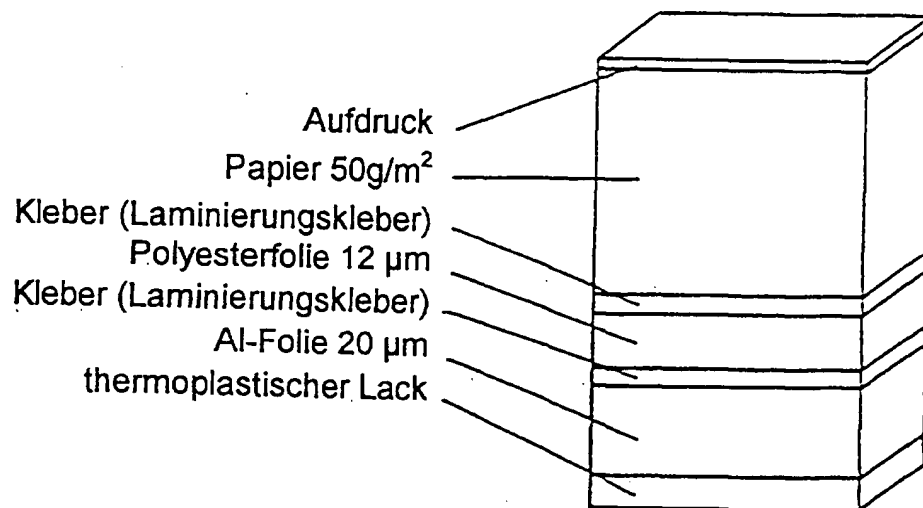 Aufdruck
Papier 50g/m²
Kleber (Laminierungskleber)
Polyesterfolie 12 µm
Kleber (Laminierungskleber)
Al-Folie 20 µm
thermoplastischer Lack